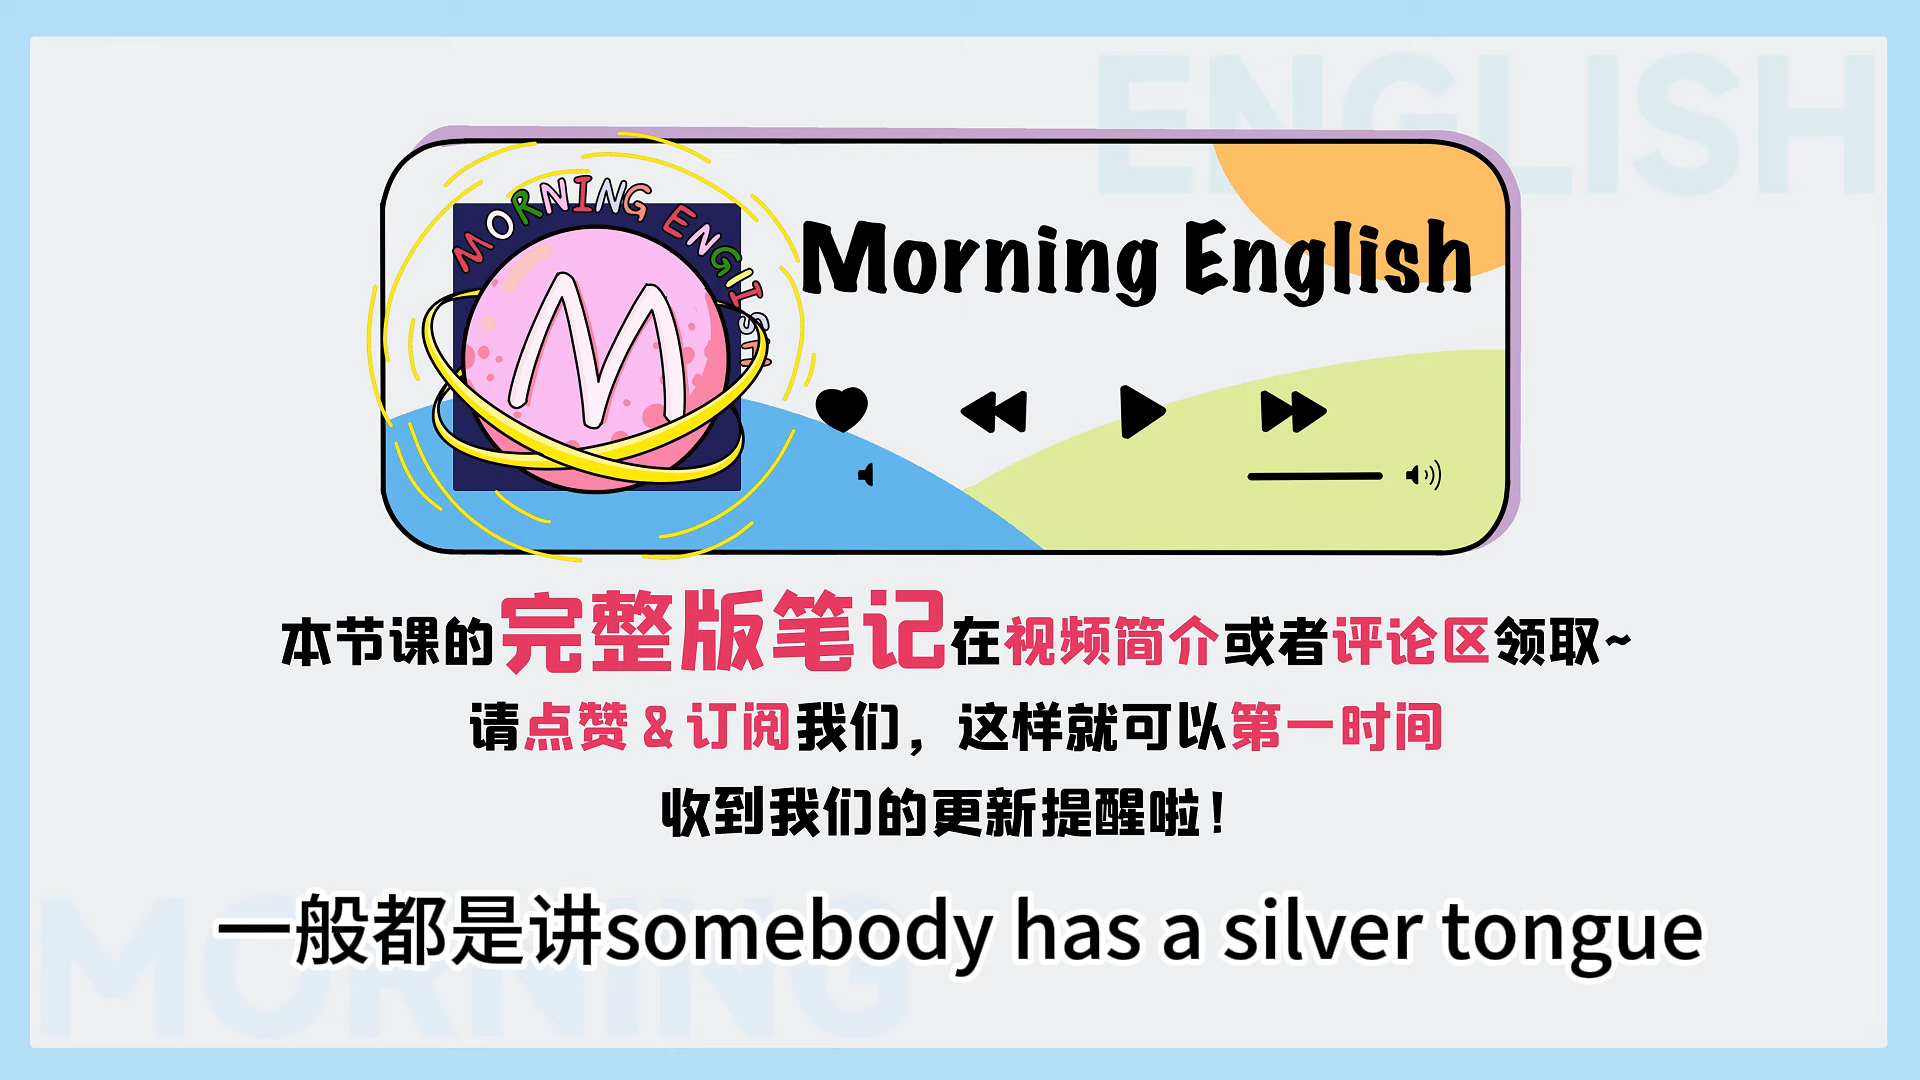 ENGLISH
MORNING ENGLISH
M
Morning English
本节课的完整版笔记在视频简介或者评论区领取~
请点赞&订阅我们，这样就可以第一时间
收到我们的更新提醒啦！
MORNING
一般都是讲somebody has a silver tongue